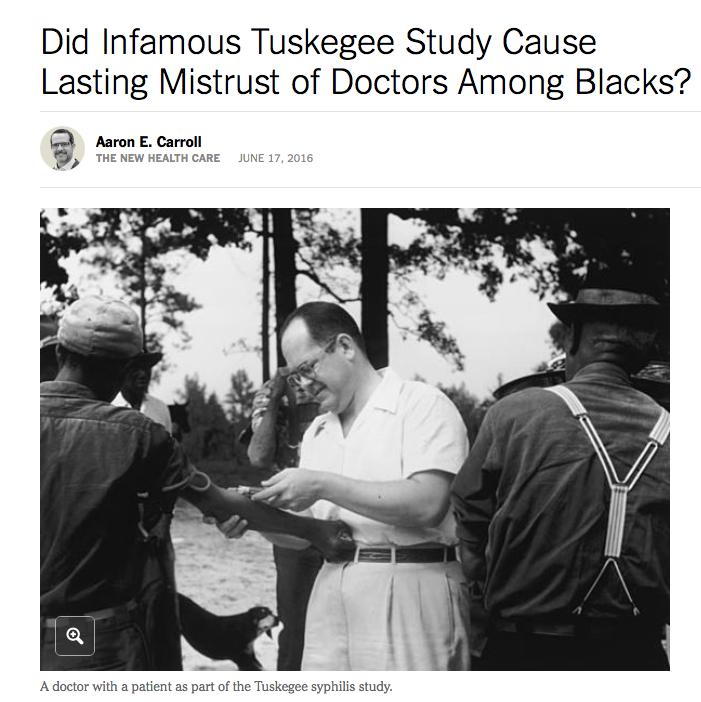 Did Infamous Tuskegee Study Cause
Lasting Mistrust of Doctors Among Blacks?
Aaron E. Carroll
THE NEW HEALTH CARE JUNE 17, 2016
A doctor with a patient as part of the Tuskegee syphilis study.